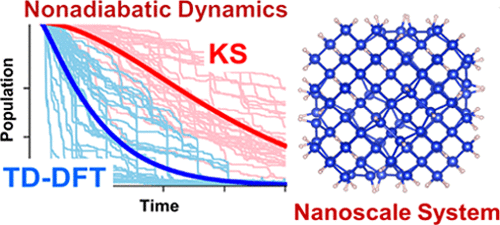 Nonadiabatic Dynamics
KS
Population
TD-DFT
Time
Nanoscale System